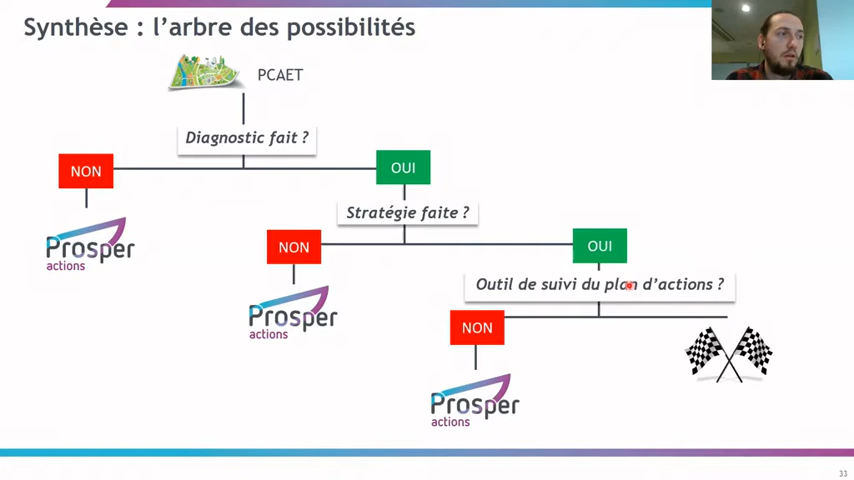 Synthèse : l'arbre des possibilités
PCAET
Diagnostic fait ?
NON
OUI
Prosper
actions
Stratégie faite ?
NON
OUI
Prosper
actions
Outil de suivi du plan d'actions ?
NON
Prosper
actions
33